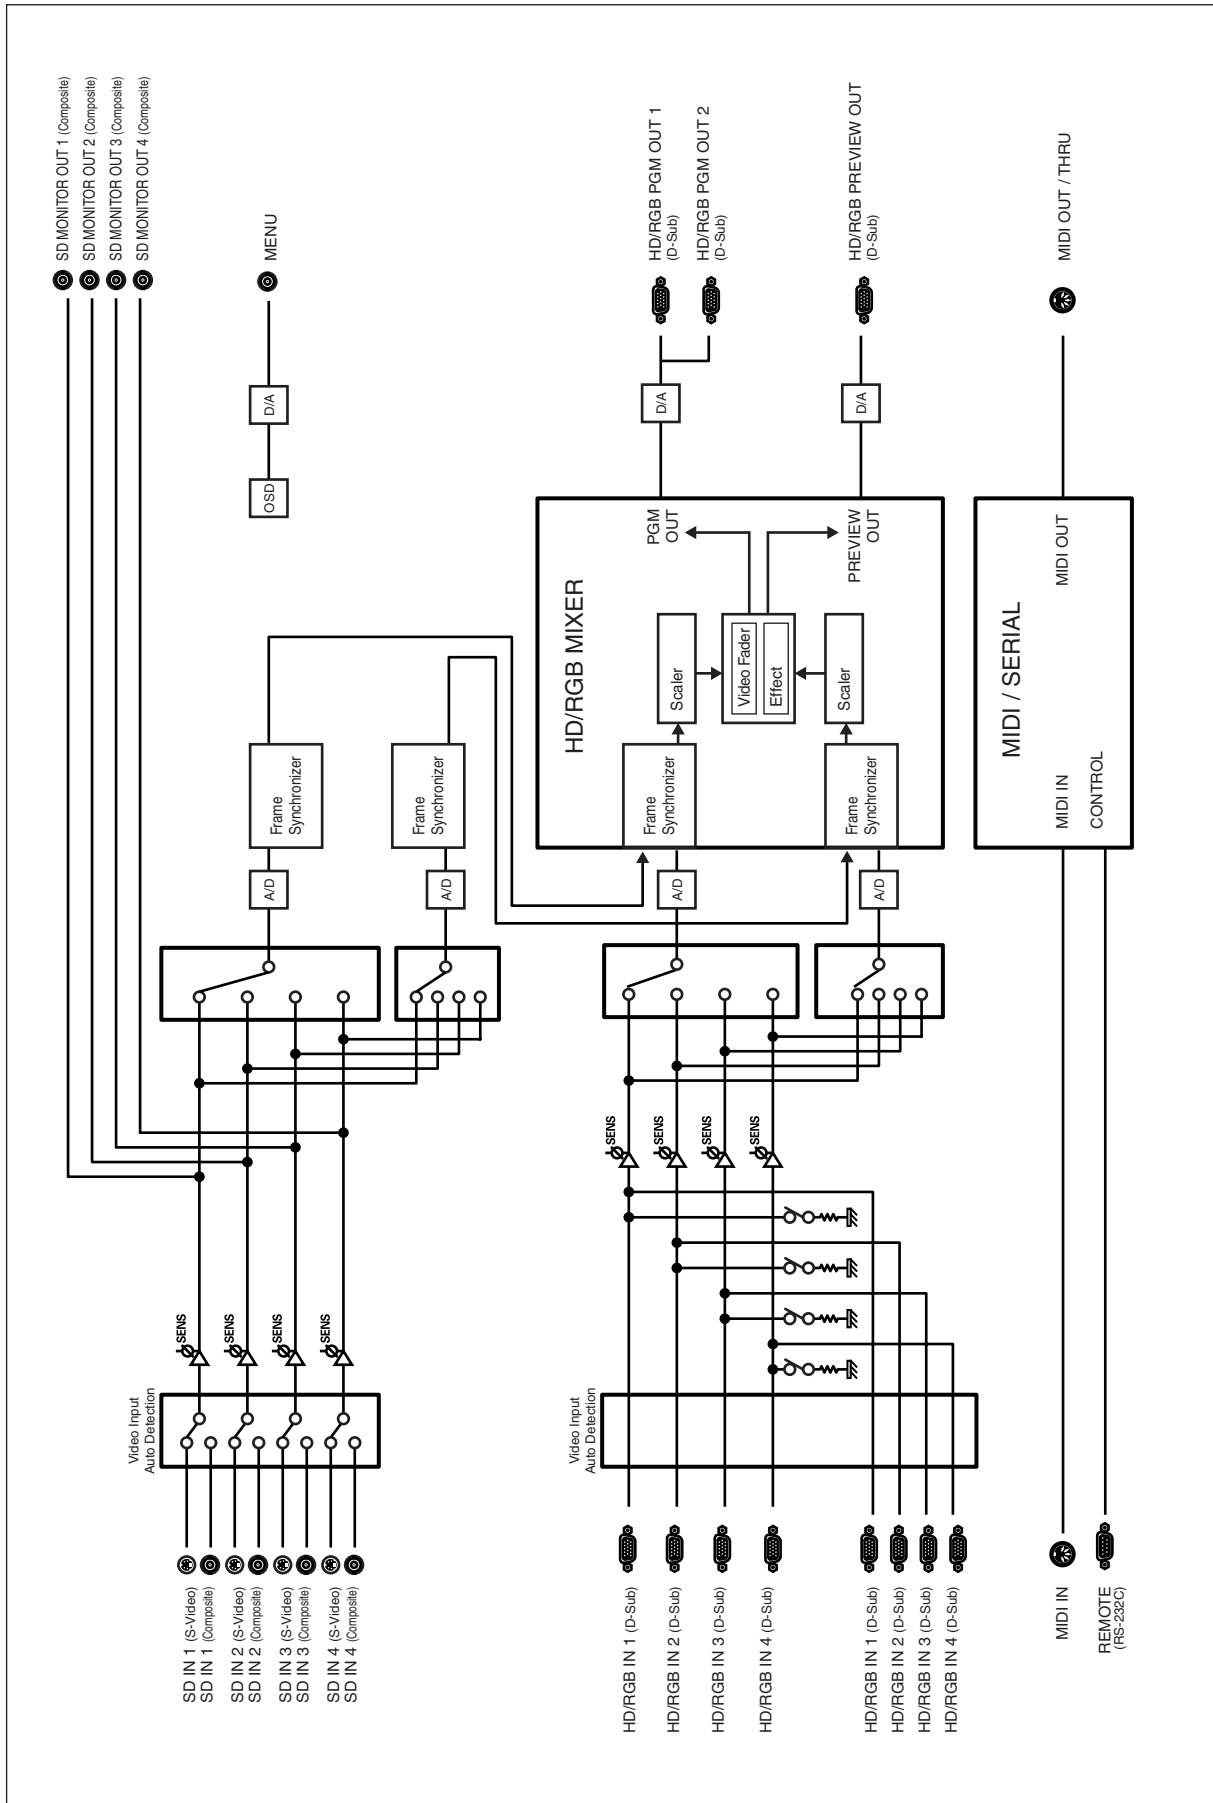 SD IN 1 (S-Video)
SD IN 1 (Composite)
SD IN 2 (S-Video)
SD IN 2 (Composite)
SD IN 3 (S-Video)
SD IN 3 (Composite)
SD IN 4 (S-Video)
SD IN 4 (Composite)
Video Input
Auto Detection
SENS
SENS
SENS
SENS
A/D
A/D
Frame
Synchronizer
Frame
Synchronizer
OSD
D/A
MENU
SD MONITOR OUT 1 (Composite)
SD MONITOR OUT 2 (Composite)
SD MONITOR OUT 3 (Composite)
SD MONITOR OUT 4 (Composite)
HD/RGB IN 1 (D-Sub)
HD/RGB IN 2 (D-Sub)
HD/RGB IN 3 (D-Sub)
HD/RGB IN 4 (D-Sub)
HD/RGB IN 1 (D-Sub)
HD/RGB IN 2 (D-Sub)
HD/RGB IN 3 (D-Sub)
HD/RGB IN 4 (D-Sub)
Video Input
Auto Detection
SENS
SENS
SENS
SENS
A/D
A/D
HD/RGB MIXER
Frame
Synchronizer
Frame
Synchronizer
Scaler
Scaler
Video Fader
Effect
PGM
OUT
PREVIEW
OUT
D/A
D/A
HD/RGB PGM OUT 1
(D-Sub)
HD/RGB PGM OUT 2
(D-Sub)
HD/RGB PREVIEW OUT
(D-Sub)
MIDI IN
REMOTE
(RS-232C)
MIDI / SERIAL
MIDI IN
CONTROL
MIDI OUT
MIDI OUT / THRU